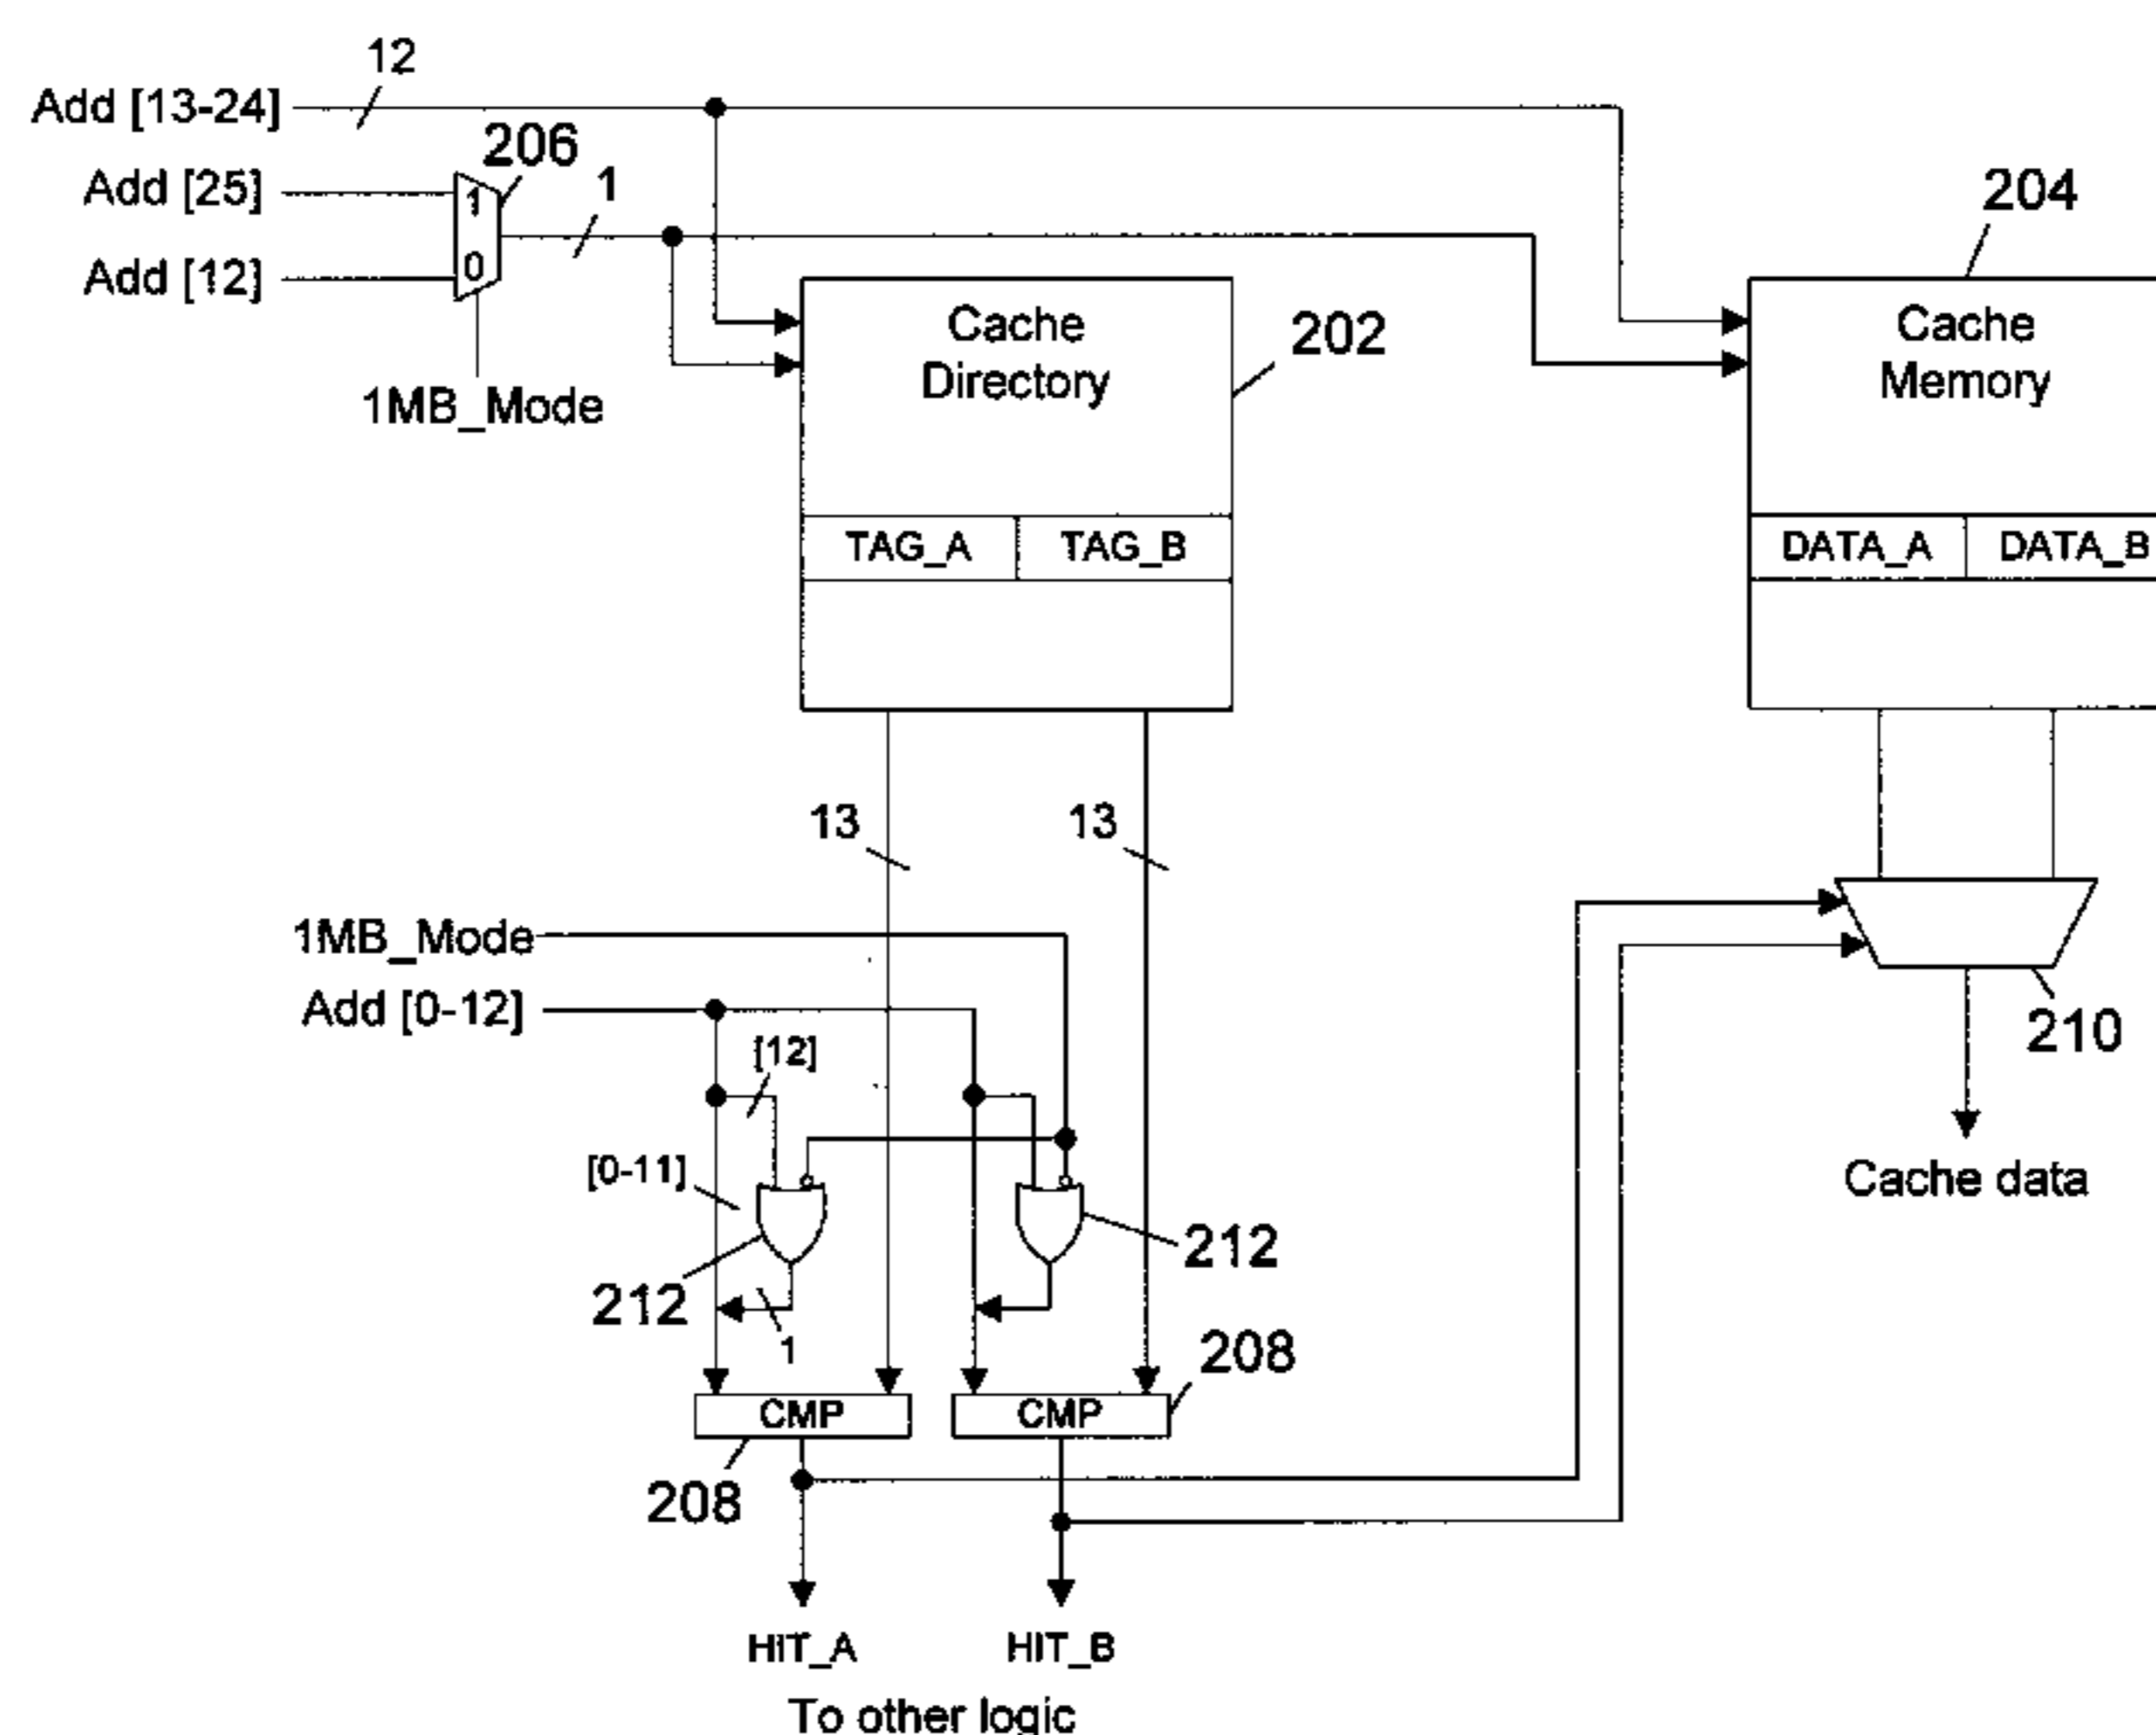 12
Add [13-24]
206
Add [25]
1
1
204
Add [12]
0
Cache
Directory
202
Cache
Memory
1MB_Mode
TAG_A
TAG_B
DATA_A
DATA_B
13
13
1MB_Mode
Add [0-12]
[12]
210
[0-11]
Cache data
212
212
1
208
CMP
CMP
208
HIT_A
HIT_B
To other logic